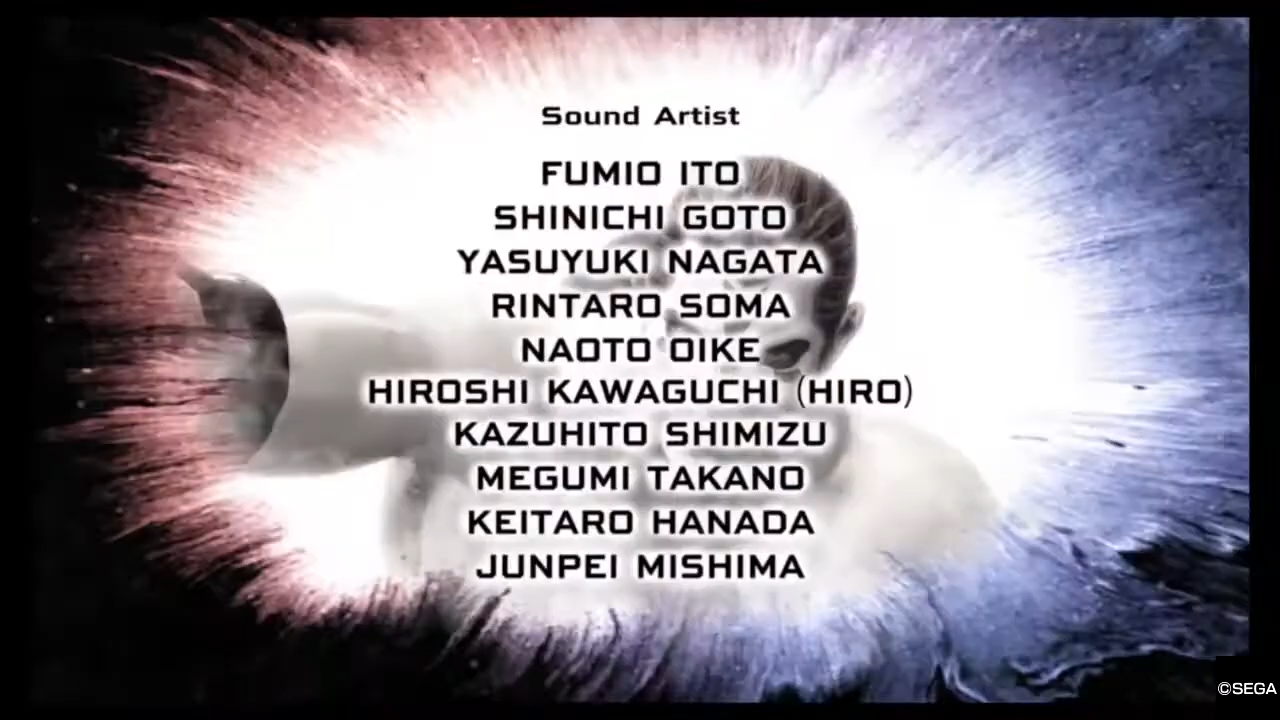 Sound Artist
FUMIO ITO
SHINICHI GOTO
YASUYUKI NAGATA
RINTARO SOMA
NAOTO OIKE
HIROSHI KAWAGUCHI (HIRO)
KAZUHITO SHIMIZU
MEGUMI TAKANO
KEITARO HANADA
JUNPEI MISHIMA
©SEGA